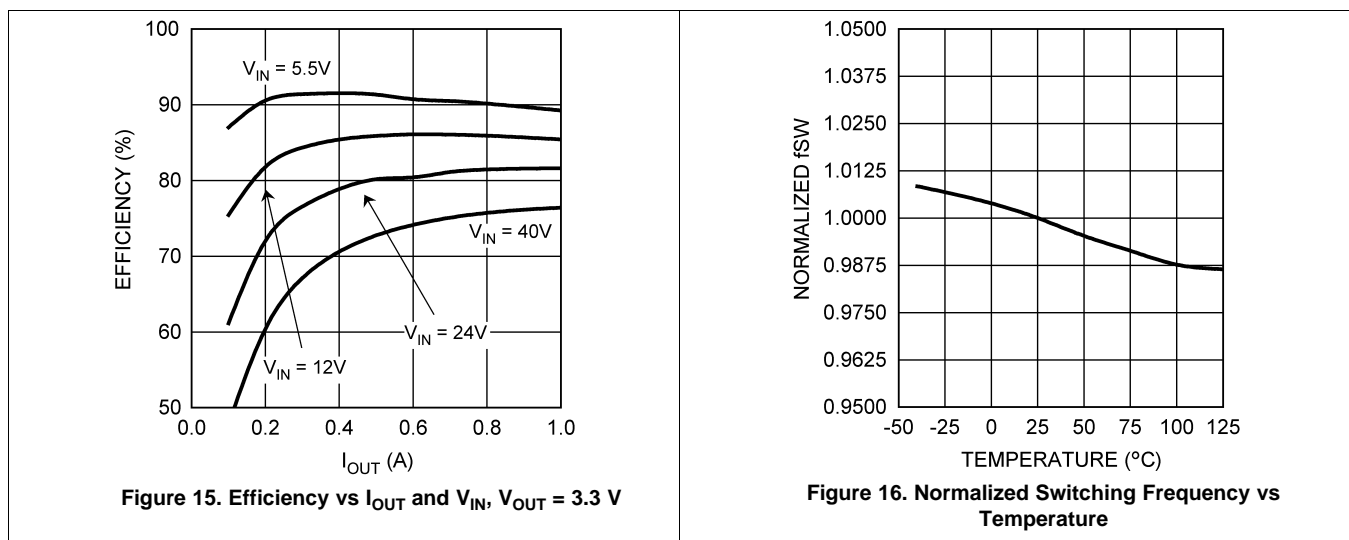 100
90
80
70
60
50
EFFICIENCY (%)
V_IN = 5.5V
V_IN = 40V
V_IN = 24V
V_IN = 12V
0.0 0.2 0.4 0.6 0.8 1.0
I_OUT (A)
Figure 15. Efficiency vs I_OUT and V_IN, V_OUT = 3.3 V
1.0500
1.0375
1.0250
1.0125
1.0000
0.9875
0.9750
0.9625
0.9500
NORMALIZED fSW
-50 -25 0 25 50 75 100 125
TEMPERATURE (°C)
Figure 16. Normalized Switching Frequency vs
Temperature